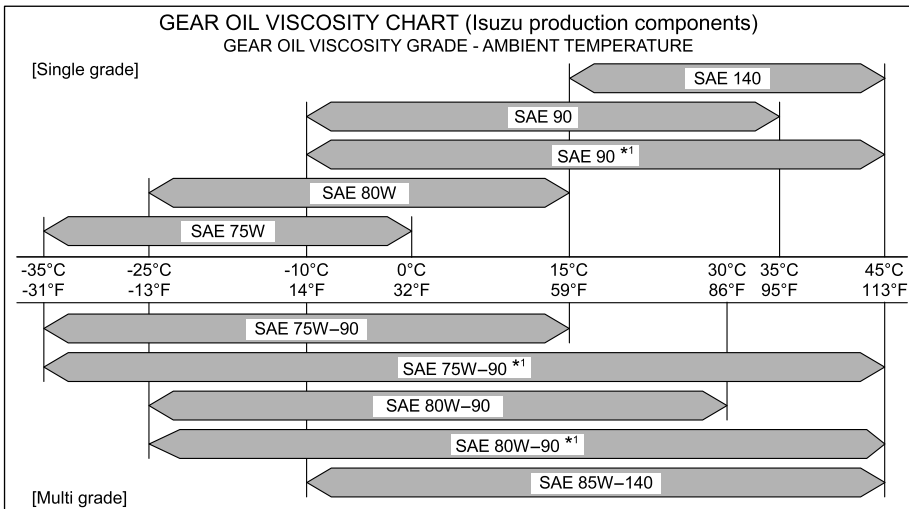 GEAR OIL VISCOSITY CHART (Isuzu production components)
GEAR OIL VISCOSITY GRADE - AMBIENT TEMPERATURE
[Single grade]
SAE 140
SAE 90
SAE 90 *1
SAE 80W
SAE 75W
-35°C -25°C -10°C 0°C 15°C 30°C 35°C 45°C
-31°F -13°F 14°F 32°F 59°F 86°F 95°F 113°F
SAE 75W–90
SAE 75W–90 *1
SAE 80W–90
SAE 80W–90 *1
SAE 85W–140
[Multi grade]